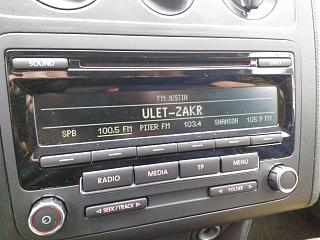 SOUND
FM:JUSTIN
ULET-ZAKR
SPB 100.5 FM PITER FM 103.4 SHANSON 105.9 FM
RADIO MEDIA TP MENU
SEEK/TRACK FOLDER